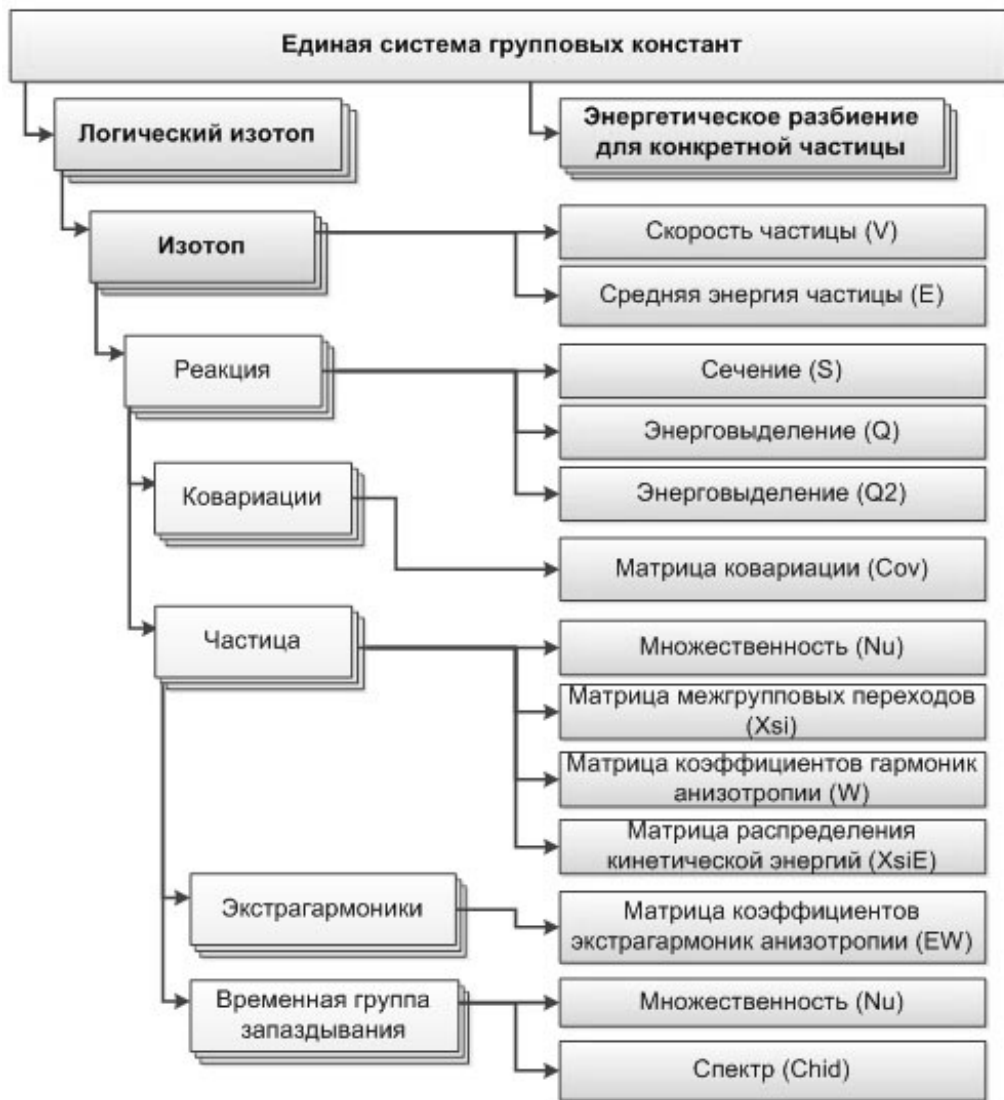 Единая система групповых констант
Логический изотоп
Энергетическое разбиение
для конкретной частицы
Изотоп
Скорость частицы (V)
Средняя энергия частицы (E)
Реакция
Сечение (S)
Энерговыделение (Q)
Энерговыделение (Q2)
Ковариации
Матрица ковариации (Cov)
Частица
Множественность (Nu)
Матрица межгрупповых переходов
(Xsi)
Матрица коэффициентов гармоник
анизотропии (W)
Матрица распределения
кинетической энергий (XsiE)
Экстрагармоники
Матрица коэффициентов
экстрагармоник анизотропии (EW)
Временная группа
запаздывания
Множественность (Nu)
Спектр (Chid)